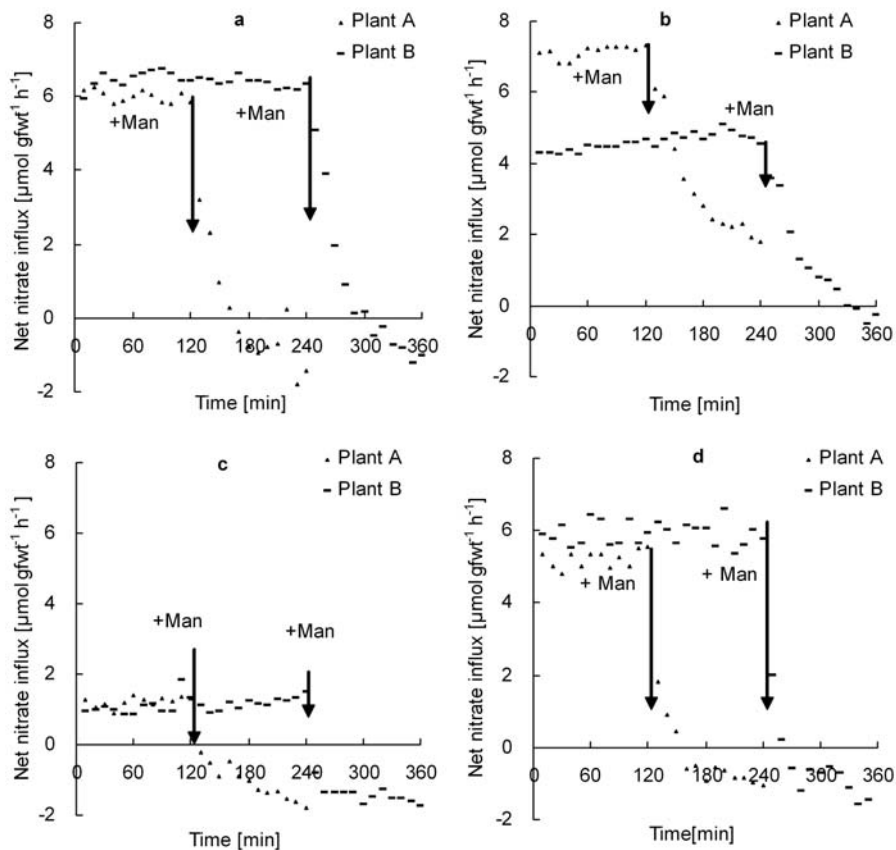 a
▲ Plant A
- Plant B
Net nitrate influx [µmol gfwt⁻¹ h⁻¹ ]
8
6
4
2
0
-2
+Man
+Man
0 60 120 180 240 300 360
Time [min]
b
▲ Plant A
- Plant B
Net nitrate influx [µmol gfwt⁻¹ h⁻¹ ]
8
6
4
2
0
-2
+Man
+Man
0 60 120 180 240 300 360
Time [min]
c
▲ Plant A
- Plant B
Net nitrate influx [µmol gfwt⁻¹ h⁻¹ ]
8
6
4
2
0
-2
+Man
+Man
0 60 120 180 240 300 360
Time [min]
d
▲ Plant A
- Plant B
Net nitrate influx [µmol gfwt⁻¹ h⁻¹ ]
8
6
4
2
0
-2
+ Man
+ Man
0 60 120 180 240 300 360
Time[min]